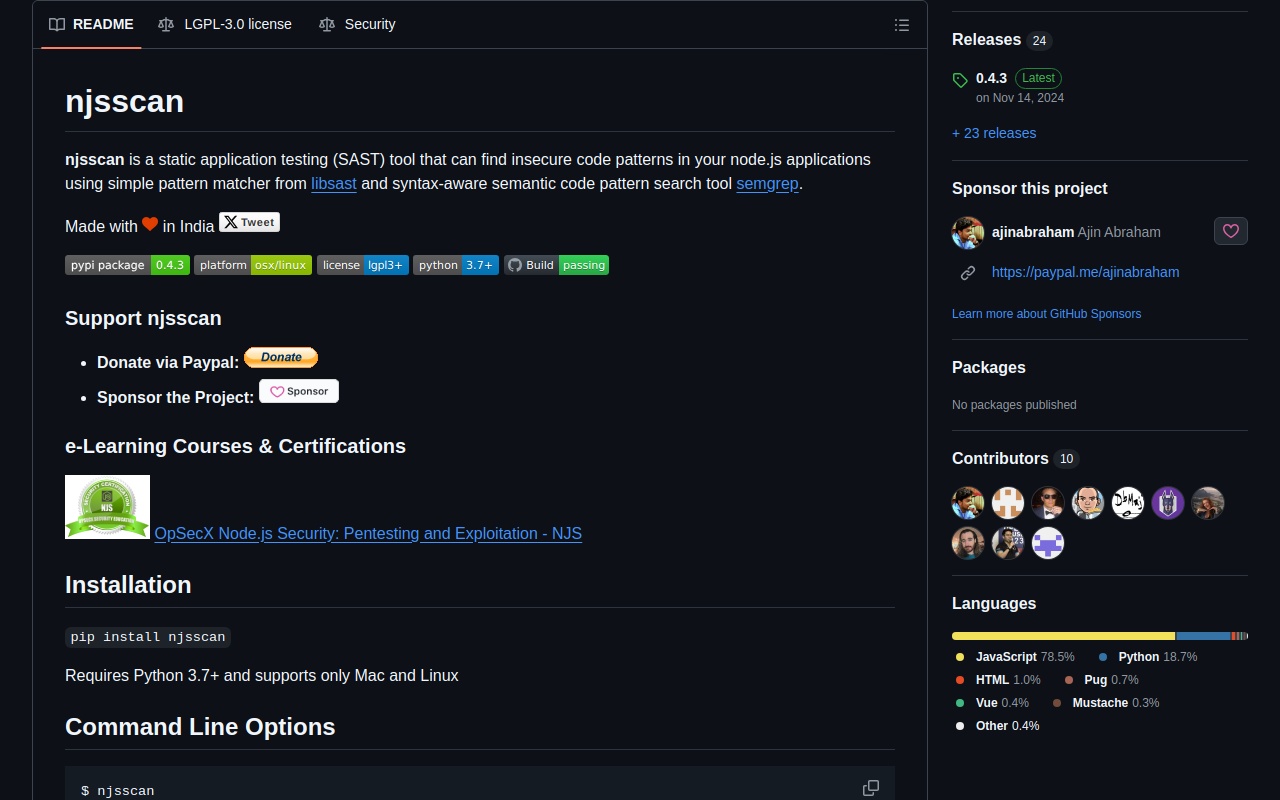 README
LGPL-3.0 license
Security
njsscan
njsscan is a static application testing (SAST) tool that can find insecure code patterns in your node.js applications
using simple pattern matcher from libsast and syntax-aware semantic code pattern search tool semgrep.
Made with ❤ in India Tweet
pypi package 0.4.3 platform osx/linux license lgpl3+ python 3.7+ Build passing
Support njsscan
• Donate via Paypal: Donate
• Sponsor the Project: Sponsor
e-Learning Courses & Certifications
NJS
OpSecX Node.js Security: Pentesting and Exploitation - NJS
Installation
pip install njsscan
Requires Python 3.7+ and supports only Mac and Linux
Command Line Options
$ njsscan
Releases 24
0.4.3 Latest
on Nov 14, 2024
+ 23 releases
Sponsor this project
ajinabraham Ajin Abraham
https://paypal.me/ajinabraham
Learn more about GitHub Sponsors
Packages
No packages published
Contributors 10
Languages
JavaScript 78.5% Python 18.7%
HTML 1.0% Pug 0.7%
Vue 0.4% Mustache 0.3%
Other 0.4%